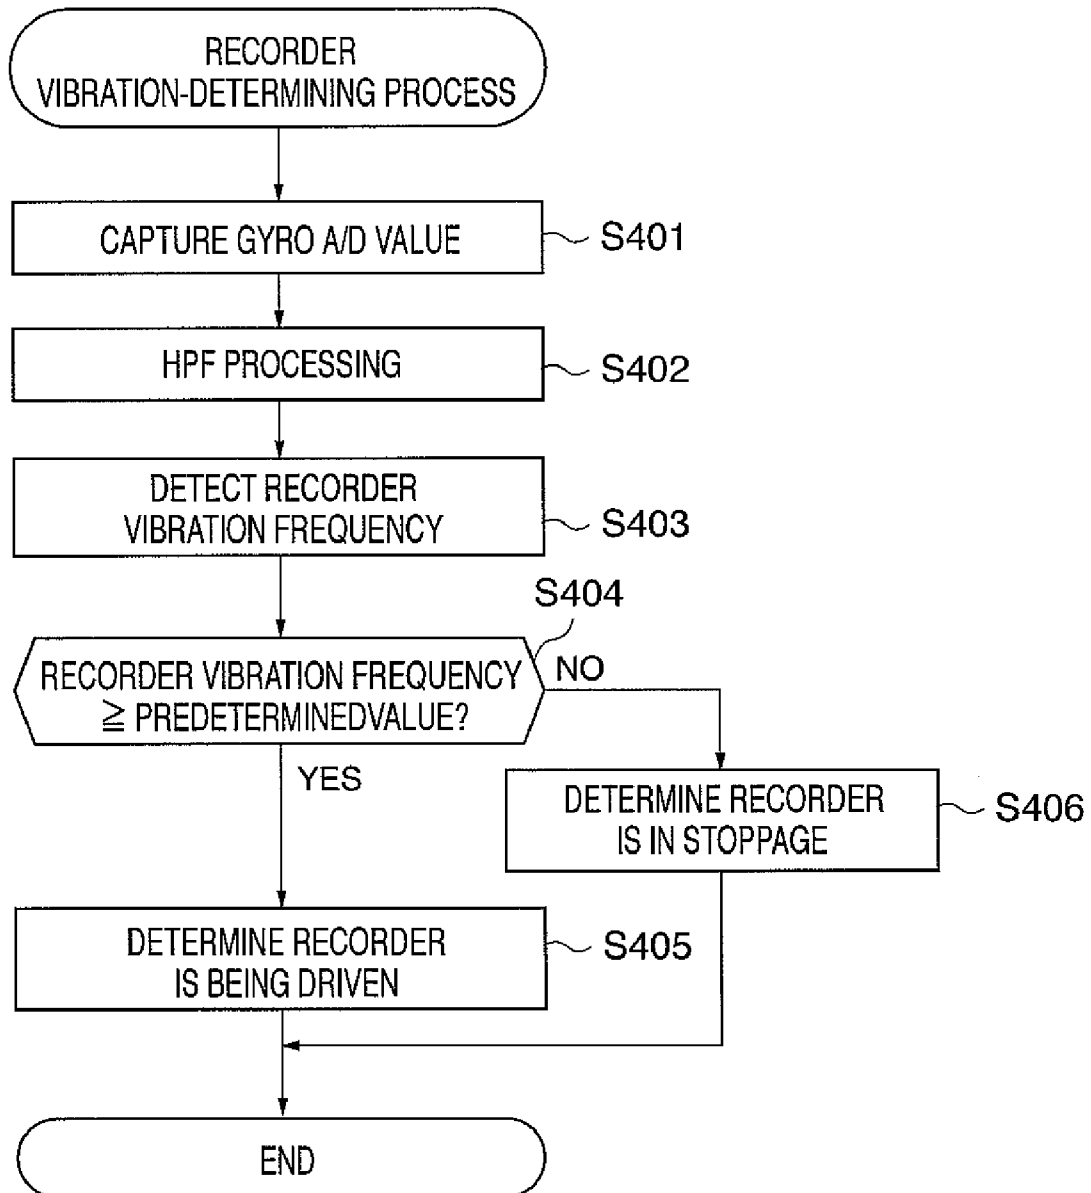 RECORDER
VIBRATION-DETERMINING PROCESS
CAPTURE GYRO A/D VALUE
S401
HPF PROCESSING
S402
DETECT RECORDER
VIBRATION FREQUENCY
S403
S404
RECORDER VIBRATION FREQUENCY
≧ PREDETERMINEDVALUE?
NO
YES
DETERMINE RECORDER
IS IN STOPPAGE
S406
DETERMINE RECORDER
IS BEING DRIVEN
S405
END